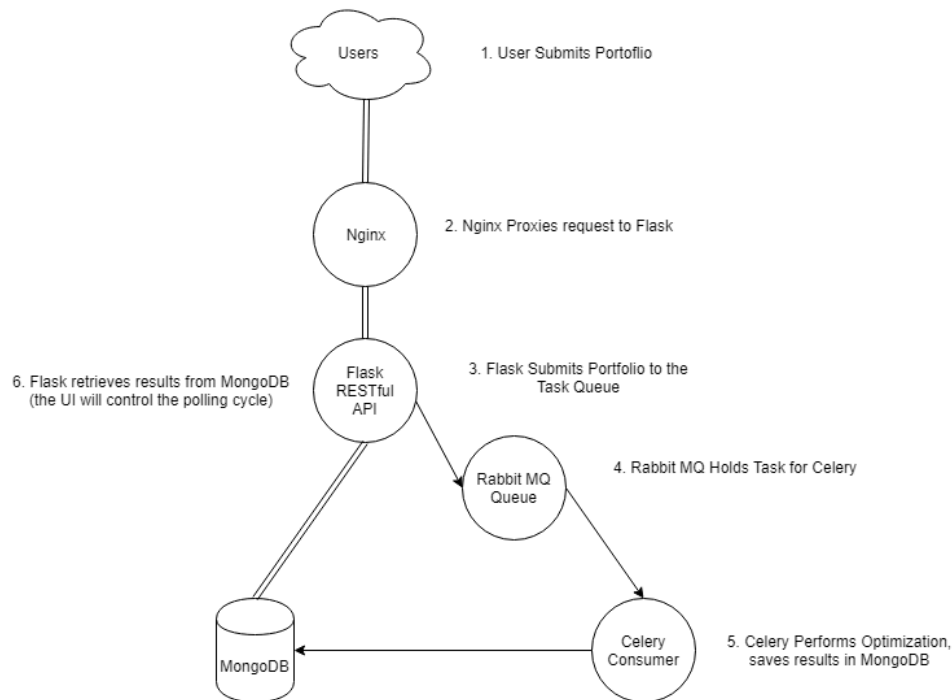 Users
1. User Submits Portoflio
Nginx
2. Nginx Proxies request to Flask
Flask
RESTful
API
3. Flask Submits Portfolio to the
Task Queue
6. Flask retrieves results from MongoDB
(the UI will control the polling cycle)
Rabbit MQ
Queue
4. Rabbit MQ Holds Task for Celery
MongoDB
Celery
Consumer
5. Celery Performs Optimization,
saves results in MongoDB